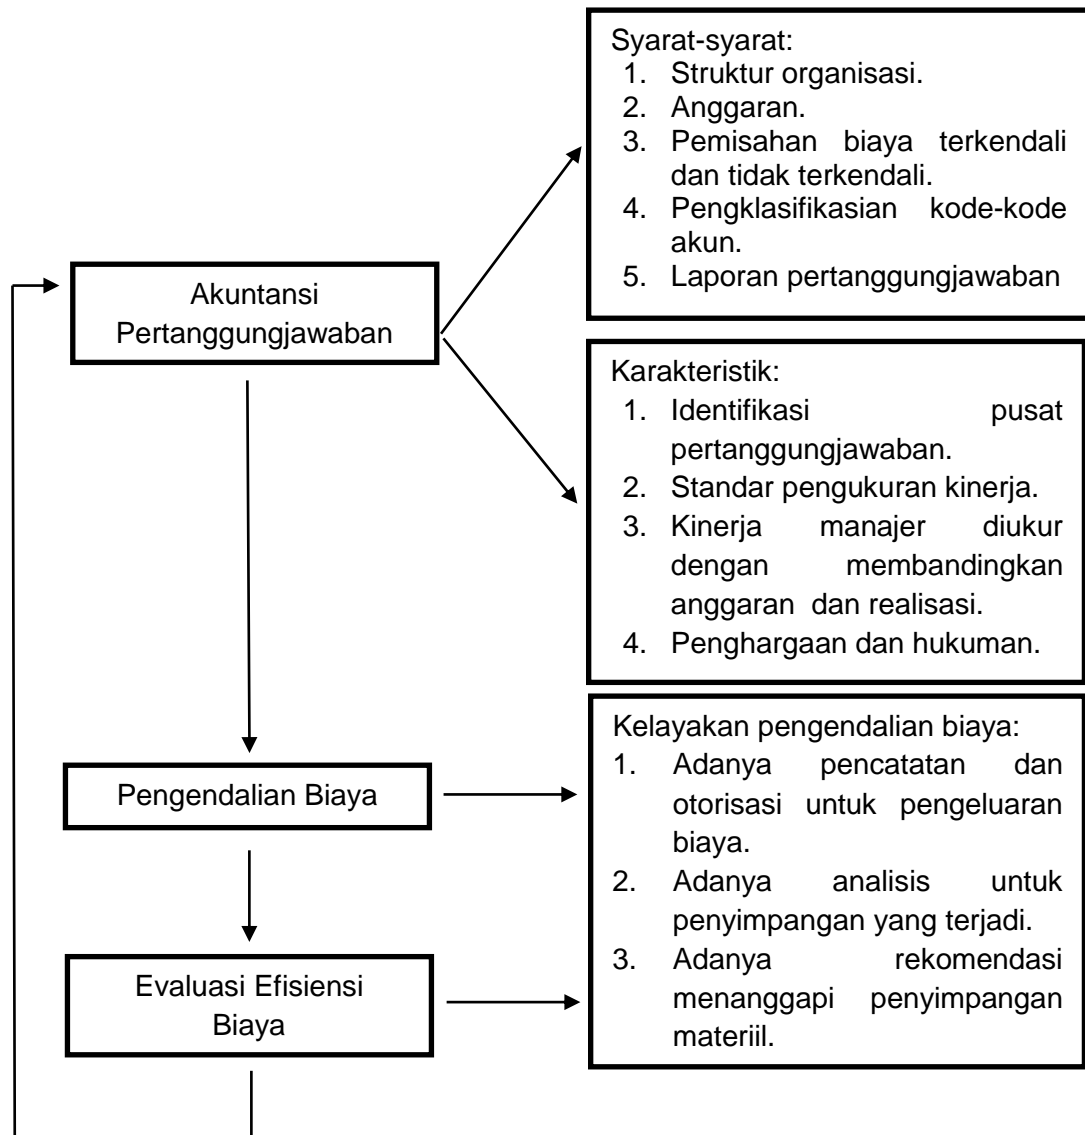 Syarat-syarat:
1. Struktur organisasi.
2. Anggaran.
3. Pemisahan biaya terkendali
dan tidak terkendali.
4. Pengklasifikasian kode-kode
akun.
5. Laporan pertanggungjawaban
Akuntansi
Pertanggungjawaban
Karakteristik:
1. Identifikasi pusat
pertanggungjawaban.
2. Standar pengukuran kinerja.
3. Kinerja manajer diukur
dengan membandingkan
anggaran dan realisasi.
4. Penghargaan dan hukuman.
Pengendalian Biaya
Kelayakan pengendalian biaya:
1. Adanya pencatatan dan
otorisasi untuk pengeluaran
biaya.
2. Adanya analisis untuk
penyimpangan yang terjadi.
3. Adanya rekomendasi
menanggapi penyimpangan
materiil.
Evaluasi Efisiensi
Biaya